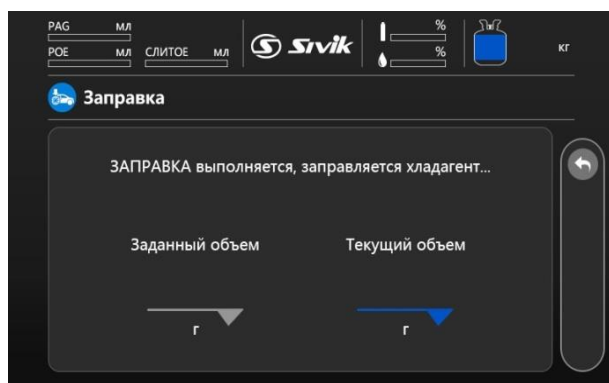 PAG мл
POE мл СЛИТОЕ мл
Sivik
%
%
кг
Заправка
ЗАПРАВКА выполняется, заправляется хладагент...
Заданный объем Текущий объем
г г